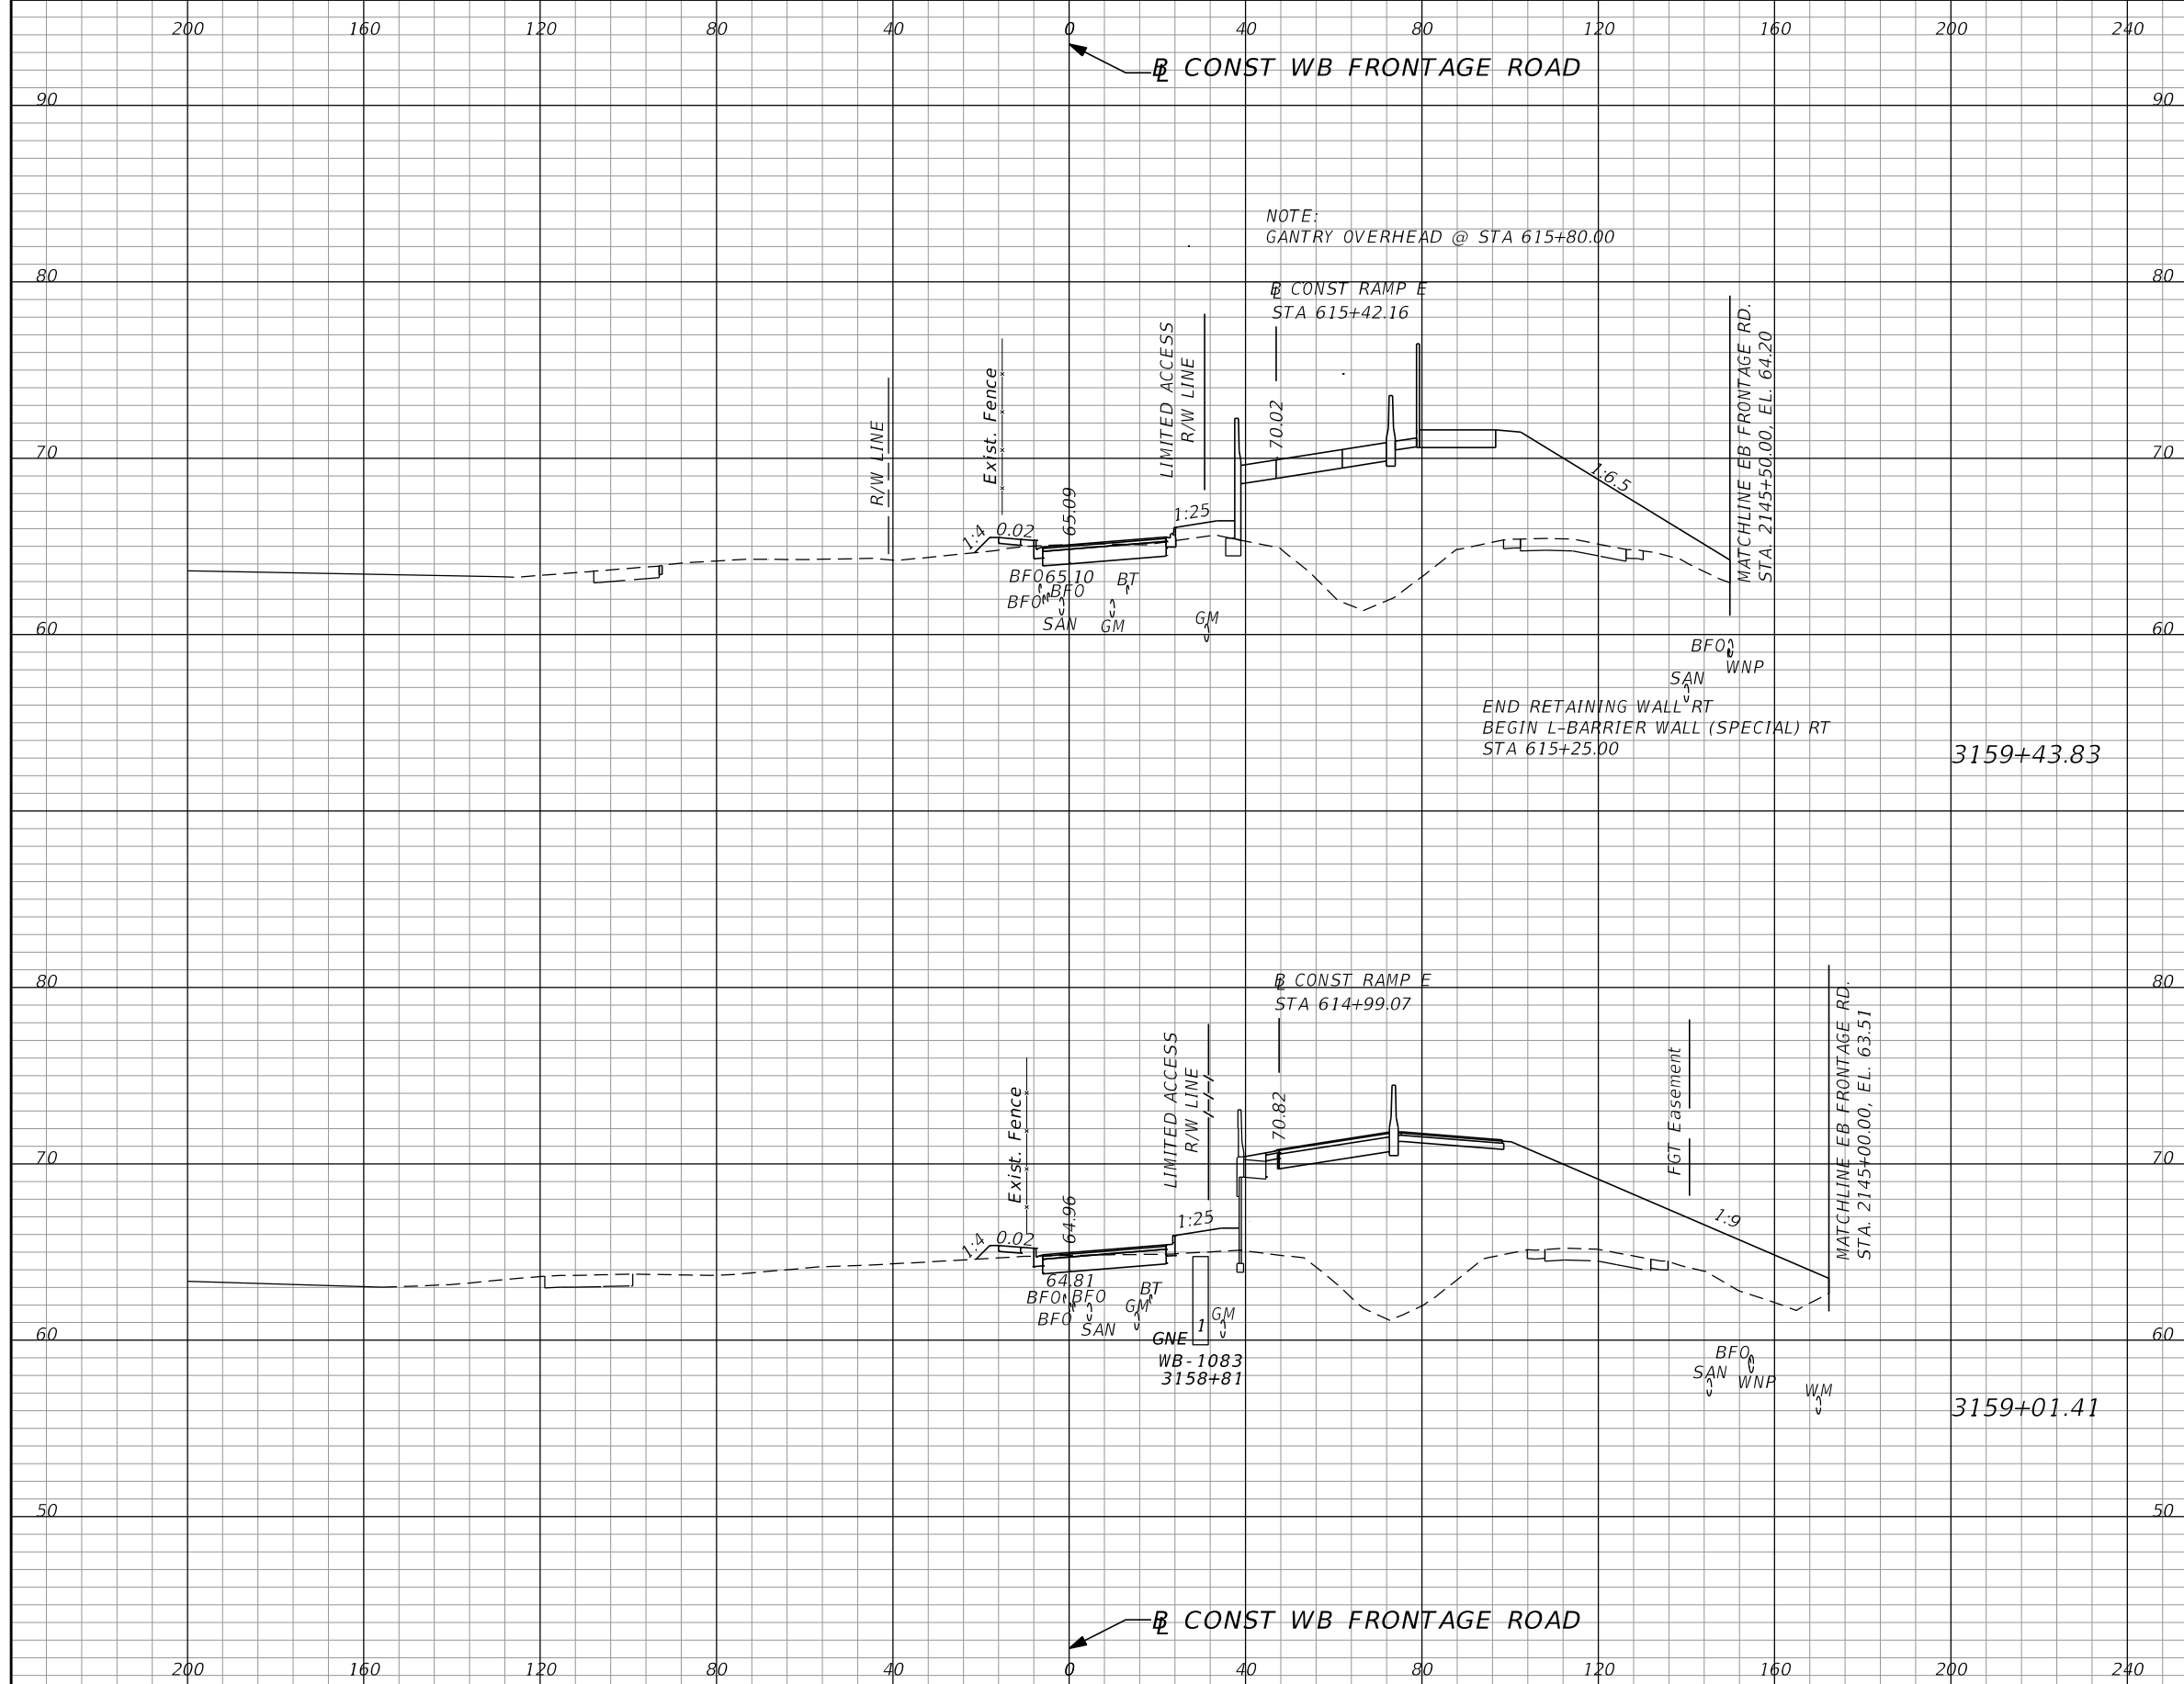 200 160 120 80 40 0 40 80 120 160 200 240
BL CONST WB FRONTAGE ROAD
90 90
NOTE:
GANTRY OVERHEAD @ STA 615+80.00
80 80
BL CONST RAMP E
STA 615+42.16
MATCHLINE EB FRONTAGE RD.
STA. 2145+50.00, EL. 64.20
LIMITED ACCESS
R/W LINE
Exist. Fence
R/W LINE
70.02
70 70
1:6.5
65.09
1:25
1:4 0.02
BFO 65.10 BT
BFO BFO
SAN GM GM
60 60
BFO
WNP
SAN
END RETAINING WALL RT
BEGIN L-BARRIER WALL (SPECIAL) RT
STA 615+25.00
3159+43.83
80 80
BL CONST RAMP E
STA 614+99.07
MATCHLINE EB FRONTAGE RD.
STA. 2145+00.00, EL. 63.51
LIMITED ACCESS
R/W LINE
FGT Easement
Exist. Fence
70.82
70 70
64.96
1:25
1:9
1:4 0.02
64.81
BFO BFO BT
BFO GM GM
SAN 1
GNE
60 60
WB-1083
3158+81
BFO
SAN WNP
WM
3159+01.41
50 50
BL CONST WB FRONTAGE ROAD
200 160 120 80 40 0 40 80 120 160 200 240